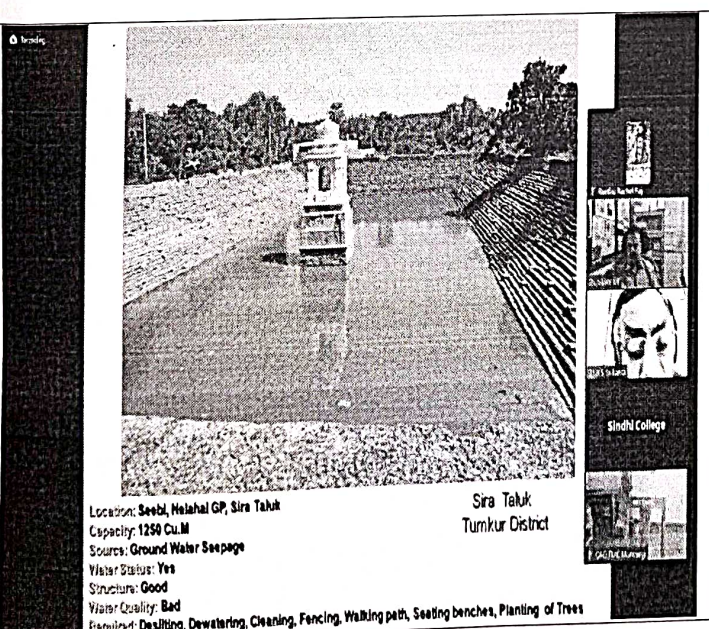 Recording
Location: Seebi, Halahal GP, Sira Taluk
Capacity: 1250 Cu.M
Source: Ground Water Seepage
Water Status: Yes
Structure: Good
Water Quality: Bad
Required: Desilting, Dewatering, Cleaning, Fencing, Walking path, Seating benches, Planting of Trees
Sira Taluk
Tumkur District
Sindhi College